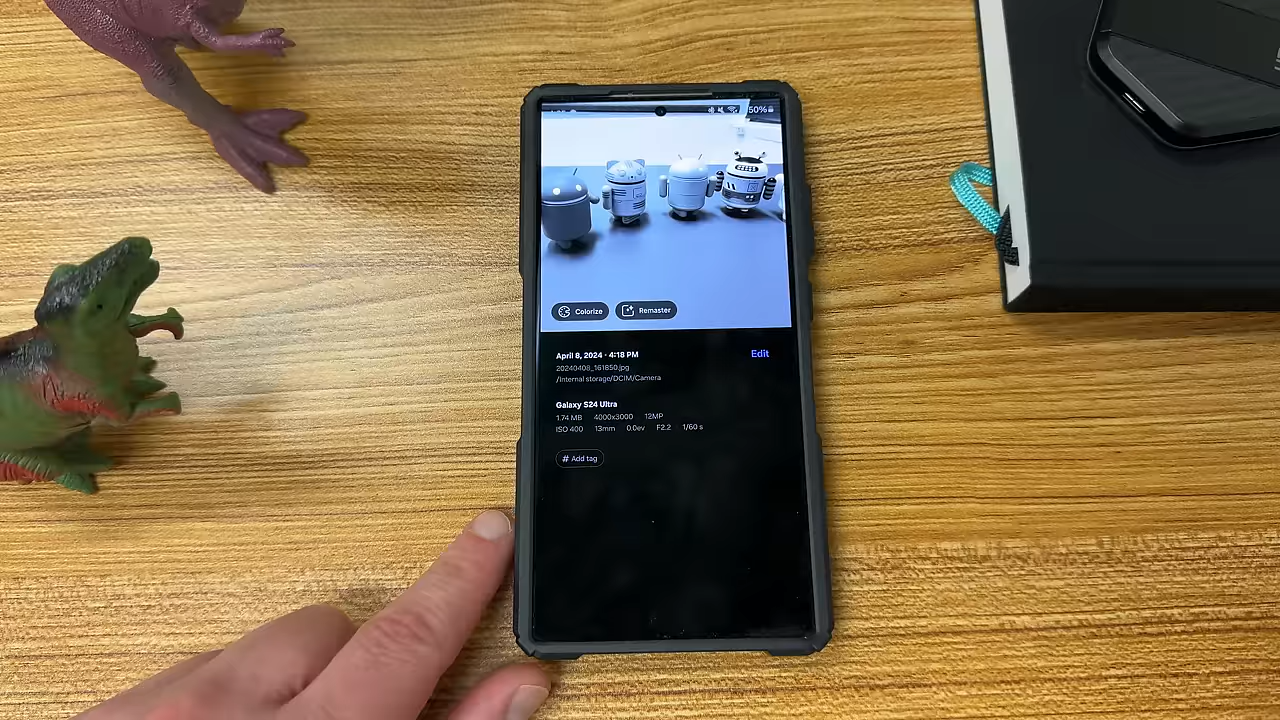 50%
Colorize
Remaster
April 8, 2024 · 4:18 PM
Edit
20240408_161850.jpg
/Internal storage/DCIM/Camera
Galaxy S24 Ultra
1.74 MB 4000x3000 12MP
ISO 400 13mm 0.0ev F2.2 1/60 s
# Add tag